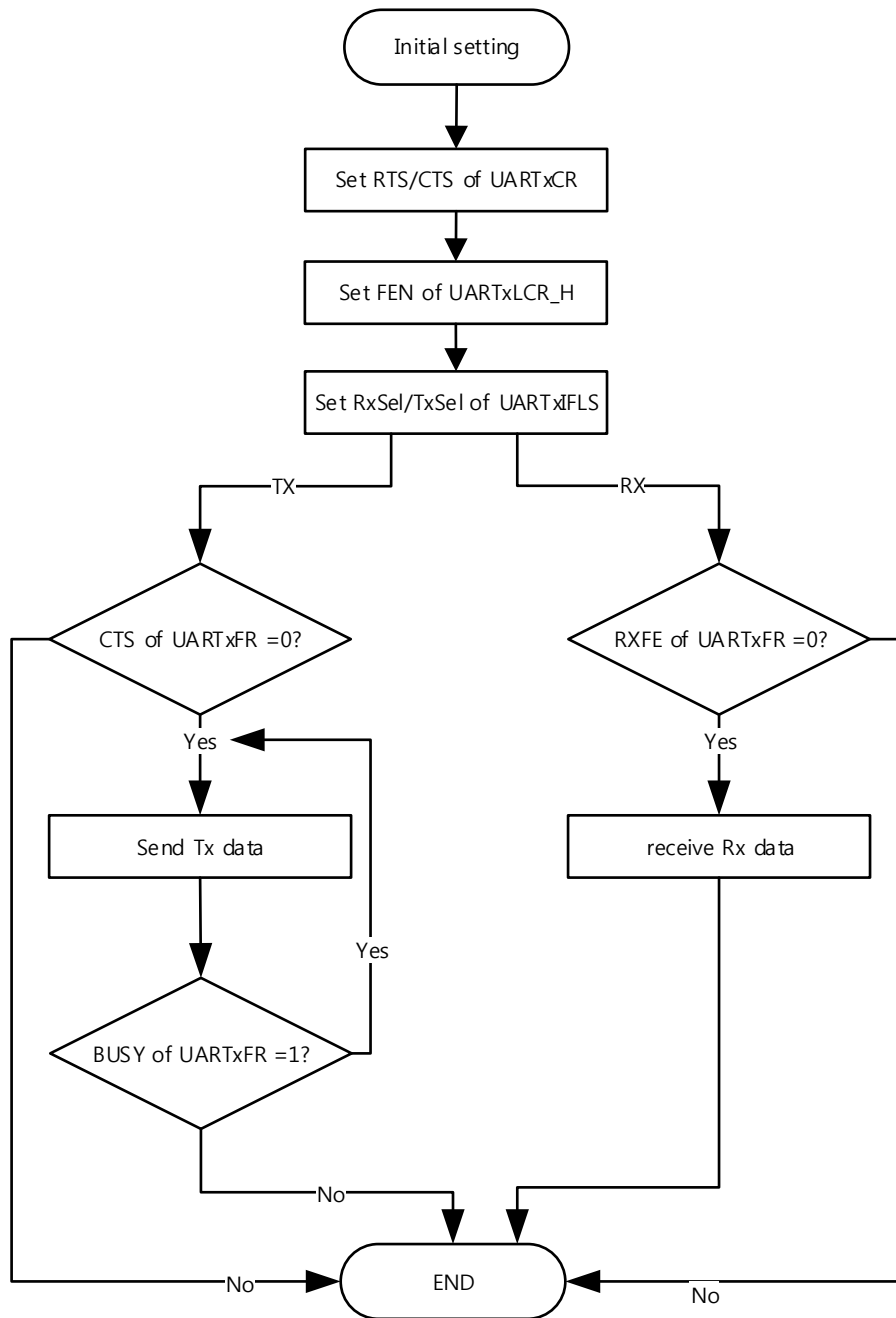 Initial setting
Set RTS/CTS of UARTxCR
Set FEN of UARTxLCR_H
Set RxSel/TxSel of UARTxIFLS
TX
RX
CTS of UARTxFR =0?
RXFE of UARTxFR =0?
Yes
Yes
Send Tx data
receive Rx data
Yes
BUSY of UARTxFR =1?
No
No
END
No